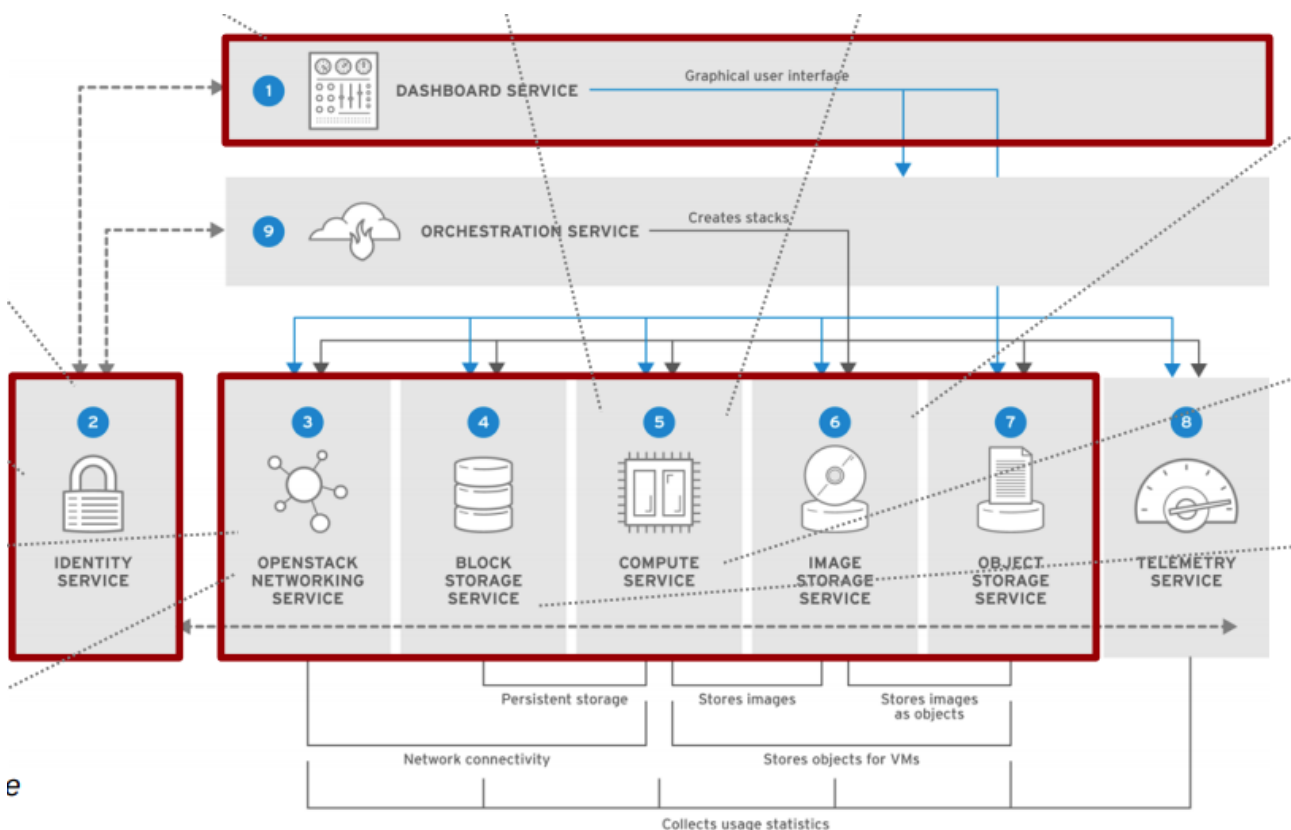 1
DASHBOARD SERVICE
Graphical user interface
9
ORCHESTRATION SERVICE
Creates stacks
2
IDENTITY
SERVICE
3
OPENSTACK
NETWORKING
SERVICE
4
BLOCK
STORAGE
SERVICE
5
COMPUTE
SERVICE
6
IMAGE
STORAGE
SERVICE
7
OBJECT
STORAGE
SERVICE
8
TELEMETRY
SERVICE
Persistent storage
Stores images
Stores images
as objects
Network connectivity
Stores objects for VMs
e
Collects usage statistics